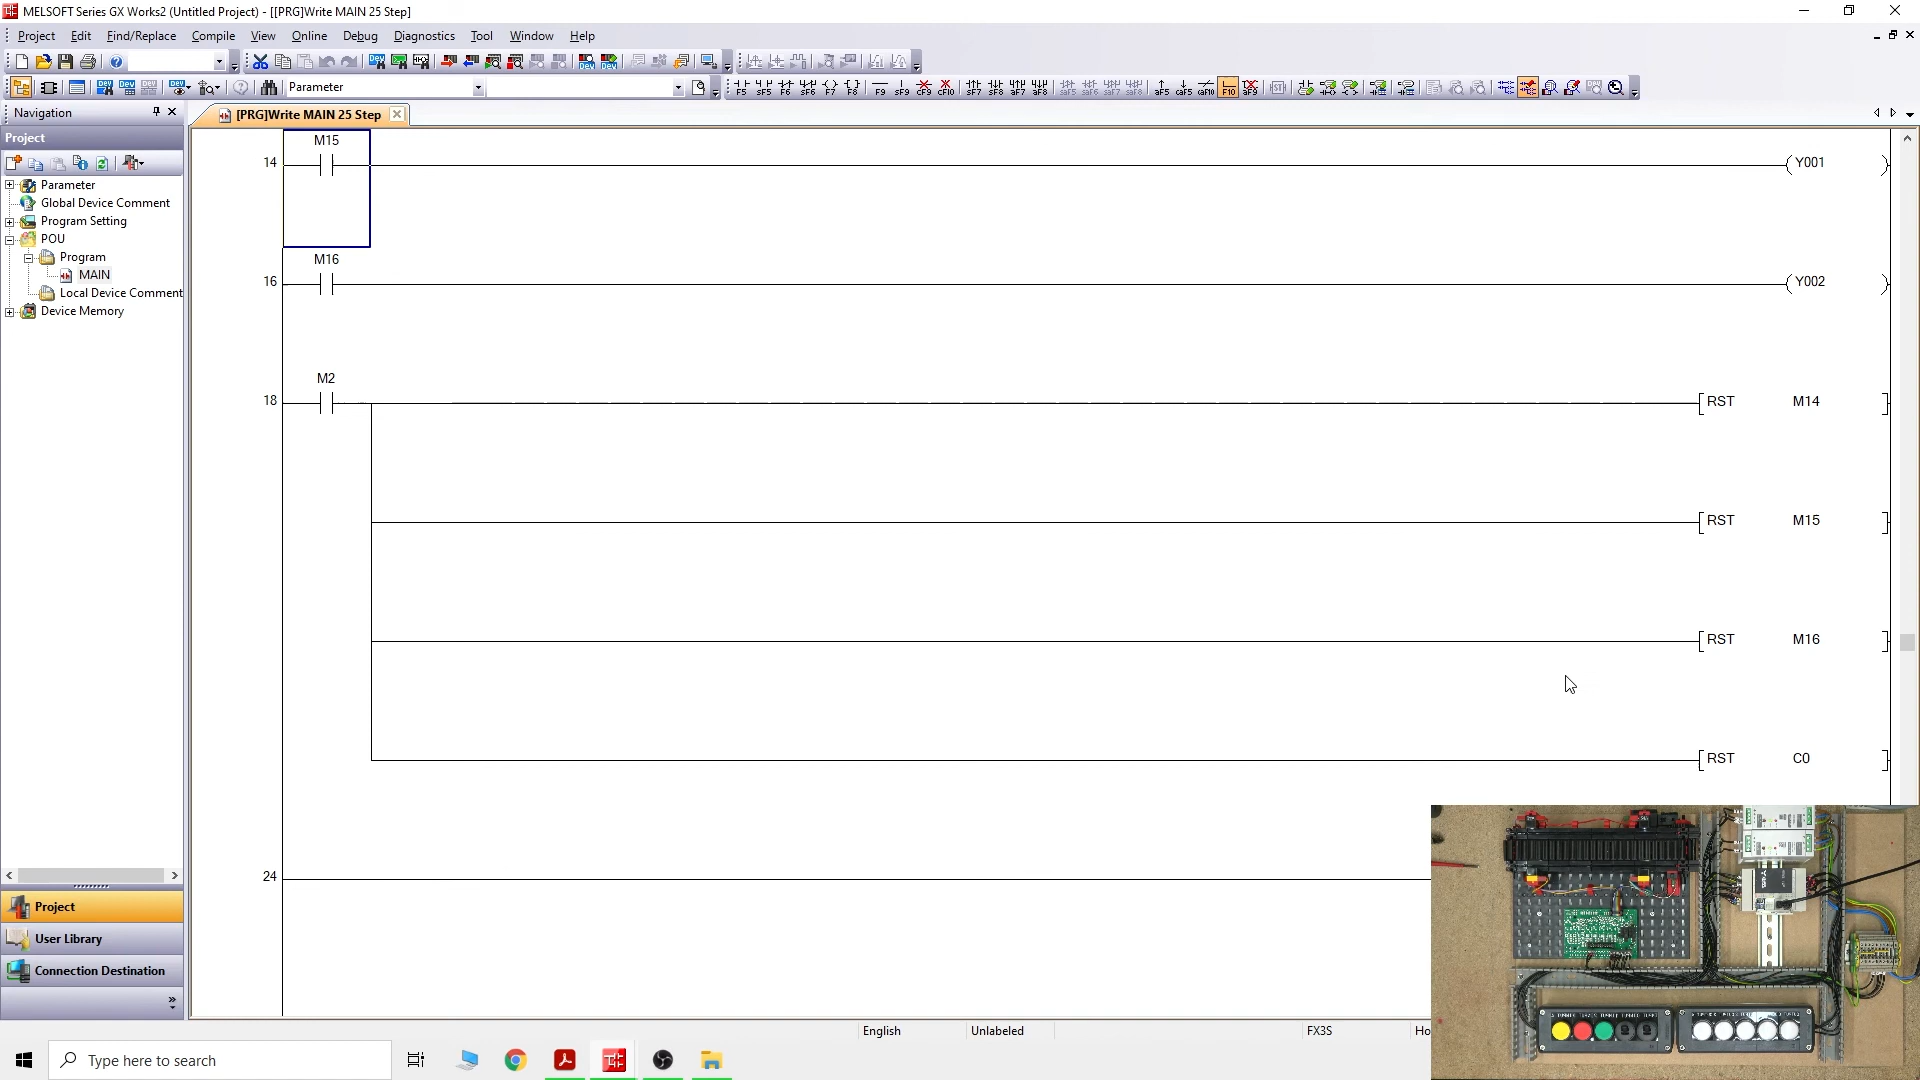 MELSOFT Series GX Works2 (Untitled Project) - [[PRG]Write MAIN 25 Step]
Project Edit Find/Replace Compile View Online Debug Diagnostics Tool Window Help
Parameter
Navigation
[PRG]Write MAIN 25 Step
Project
Parameter
Global Device Comment
Program Setting
POU
Program
MAIN
Local Device Comment
Device Memory
M15
14
Y001
M16
16
Y002
M2
18
RST M14
RST M15
RST M16
RST C0
24
Project
User Library
Connection Destination
English Unlabeled FX3S Ho
Type here to search